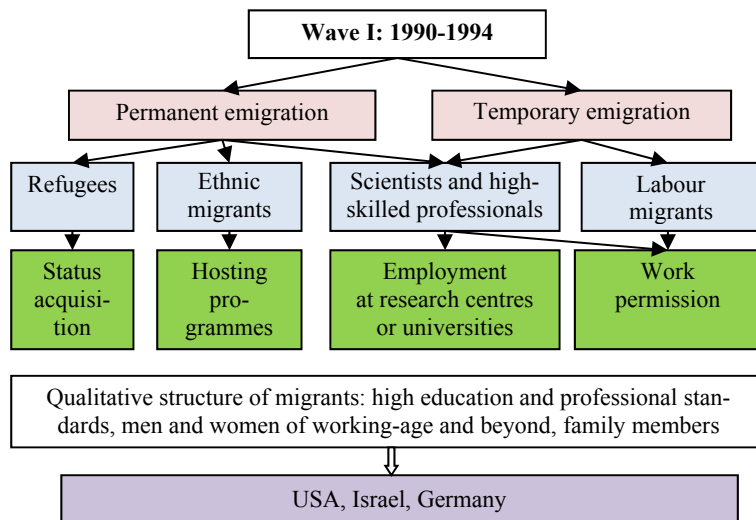 Wave I: 1990-1994
Permanent emigration
Temporary emigration
Refugees
Ethnic
migrants
Scientists and high-
skilled professionals
Labour
migrants
Status
acquisi-
tion
Hosting
pro-
grammes
Employment
at research centres
or universities
Work
permission
Qualitative structure of migrants: high education and professional stan-
dards, men and women of working-age and beyond, family members
USA, Israel, Germany